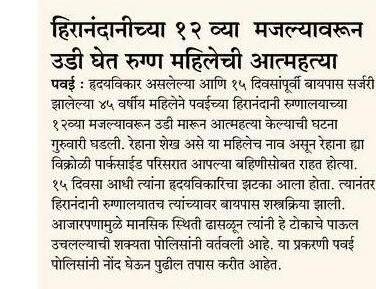 हिरानंदानीच्या १२ व्या मजल्यावरून
उडी घेत रुग्ण महिलेची आत्महत्या
पवई : हृदयविकार असलेल्या आणि १५ दिवसांपूर्वी बायपास सर्जरी
झालेल्या ४५ वर्षीय महिलेने पवईच्या हिरानंदानी रुग्णालयाच्या
१२व्या मजल्यावरून उडी मारून आत्महत्या केल्याची घटना
गुरुवारी घडली. रेहाना शेख असे या महिलेच नाव असून रेहाना ह्या
विक्रोळी पार्कसाईड परिसरात आपल्या बहिणीसोबत राहत होत्या.
१५ दिवसा आधी त्यांना हृदयविकारिचा झटका आला होता. त्यानंतर
हिरानंदानी रुग्णालयातच त्यांच्यावर बायपास शस्त्रक्रिया झाली.
आजारपणामुळे मानसिक स्थिती ढासळून त्यांनी हे टोकाचे पाऊल
उचलल्याची शक्यता पोलिसांनी वर्तवली आहे. या प्रकरणी पवई
पोलिसांनी नोंद घेऊन पुढील तपास करीत आहेत.